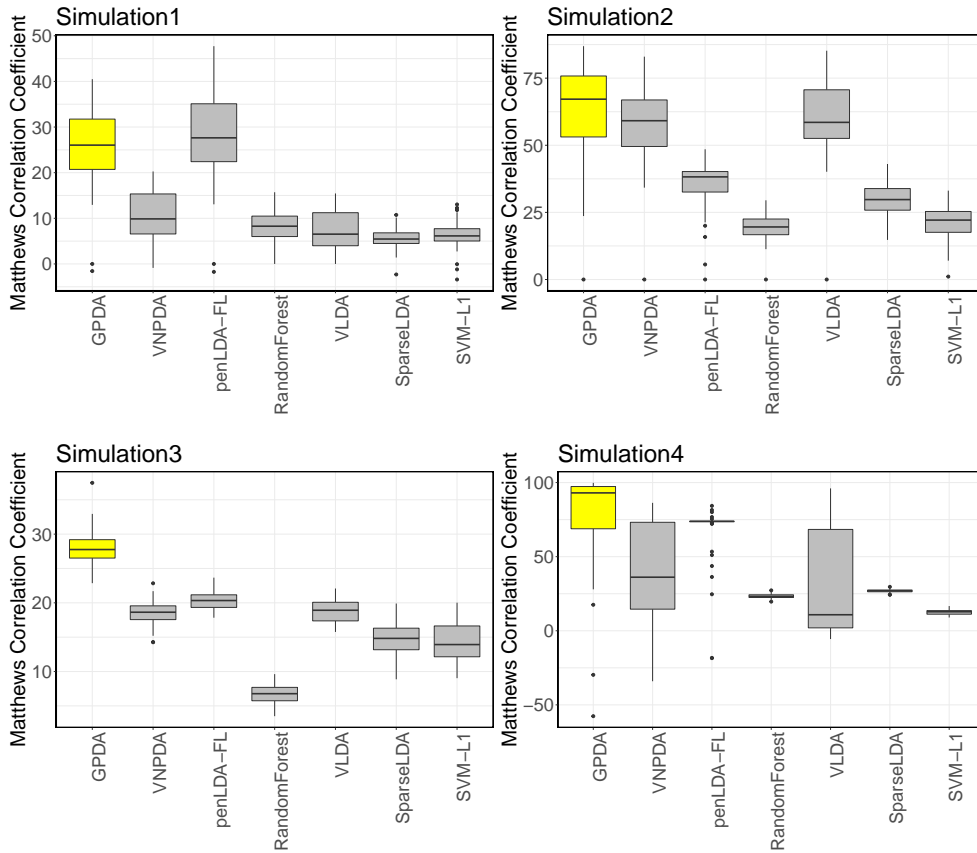 Simulation1
Matthews Correlation Coefficient
50
40
30
20
10
0
GPDA
VNPDA
penLDA−FL
RandomForest
VLDA
SparseLDA
SVM−L1
Simulation2
Matthews Correlation Coefficient
75
50
25
0
GPDA
VNPDA
penLDA−FL
RandomForest
VLDA
SparseLDA
SVM−L1
Simulation3
Matthews Correlation Coefficient
30
20
10
GPDA
VNPDA
penLDA−FL
RandomForest
VLDA
SparseLDA
SVM−L1
Simulation4
Matthews Correlation Coefficient
100
50
0
−50
GPDA
VNPDA
penLDA−FL
RandomForest
VLDA
SparseLDA
SVM−L1